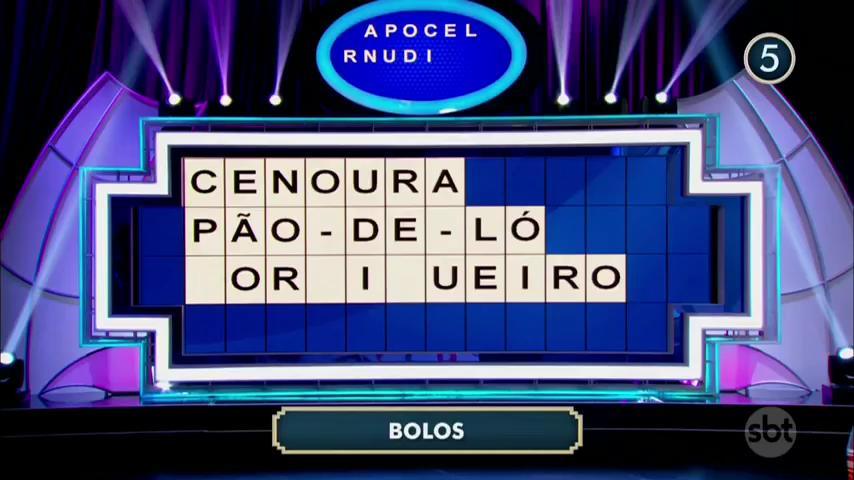 APOCEL
RNUDI
5
CENOURA
PÃO-DE-LÓ
OR I UEIRO
BOLOS
sbt